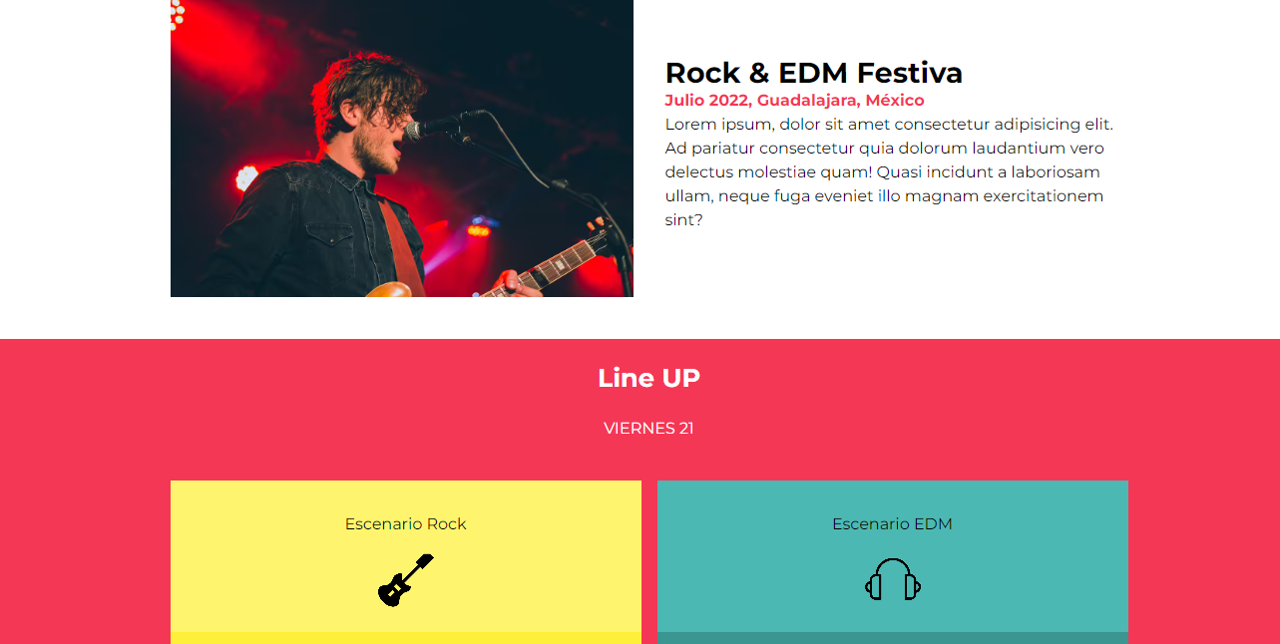 Rock & EDM Festiva
Julio 2022, Guadalajara, México
Lorem ipsum, dolor sit amet consectetur adipisicing elit.
Ad pariatur consectetur quia dolorum laudantium vero
delectus molestiae quam! Quasi incidunt a laboriosam
ullam, neque fuga eveniet illo magnam exercitationem
sint?
Line UP
VIERNES 21
Escenario Rock
Escenario EDM